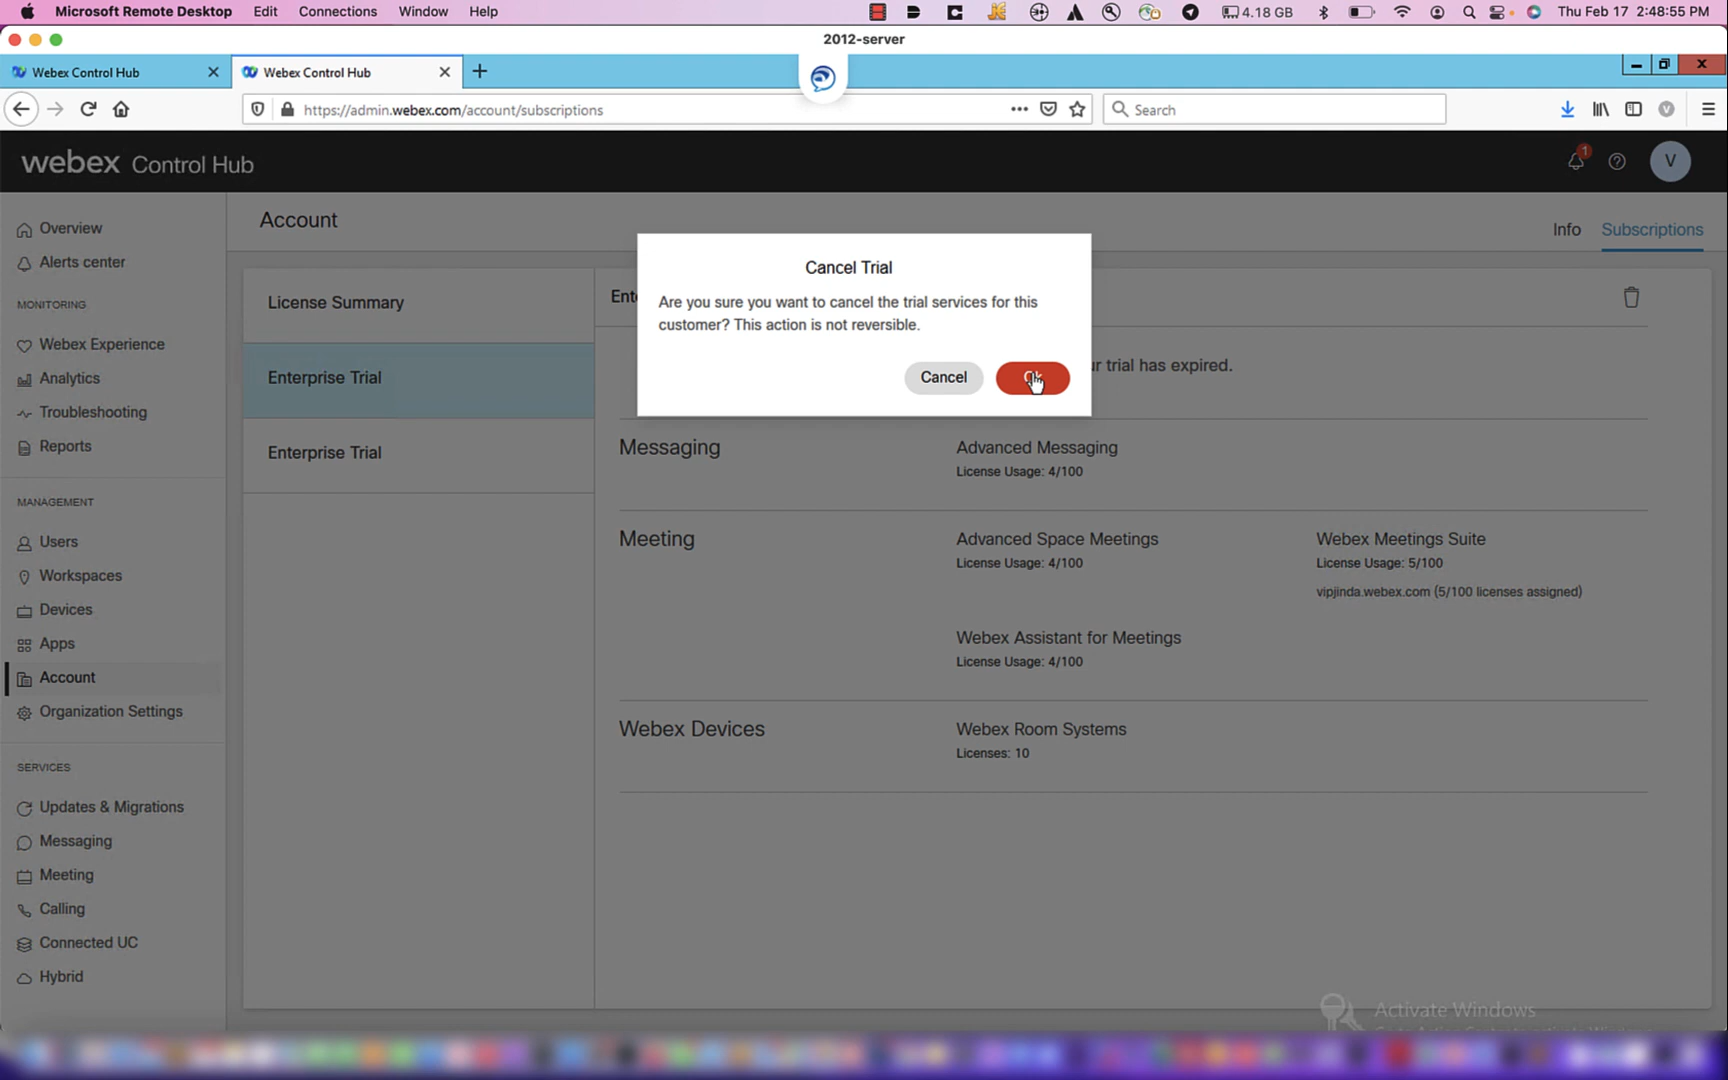 Microsoft Remote Desktop Edit Connections Window Help
4.18 GB Thu Feb 17 2:48:55 PM
2012-server
Webex Control Hub
Webex Control Hub
https://admin.webex.com/account/subscriptions
Search
V
webex Control Hub
1
V
Overview
Alerts center
MONITORING
Webex Experience
Analytics
Troubleshooting
Reports
MANAGEMENT
Users
Workspaces
Devices
Apps
Account
Organization Settings
SERVICES
Updates & Migrations
Messaging
Meeting
Calling
Connected UC
Hybrid
Account
Info
Subscriptions
License Summary
Enterprise Trial
Enterprise Trial
Cancel Trial
Are you sure you want to cancel the trial services for this
customer? This action is not reversible.
Cancel
trial has expired.
Messaging
Advanced Messaging
License Usage: 4/100
Meeting
Advanced Space Meetings
License Usage: 4/100
Webex Meetings Suite
License Usage: 5/100
vipjinda.webex.com (5/100 licenses assigned)
Webex Assistant for Meetings
License Usage: 4/100
Webex Devices
Webex Room Systems
Licenses: 10
Activate Windows